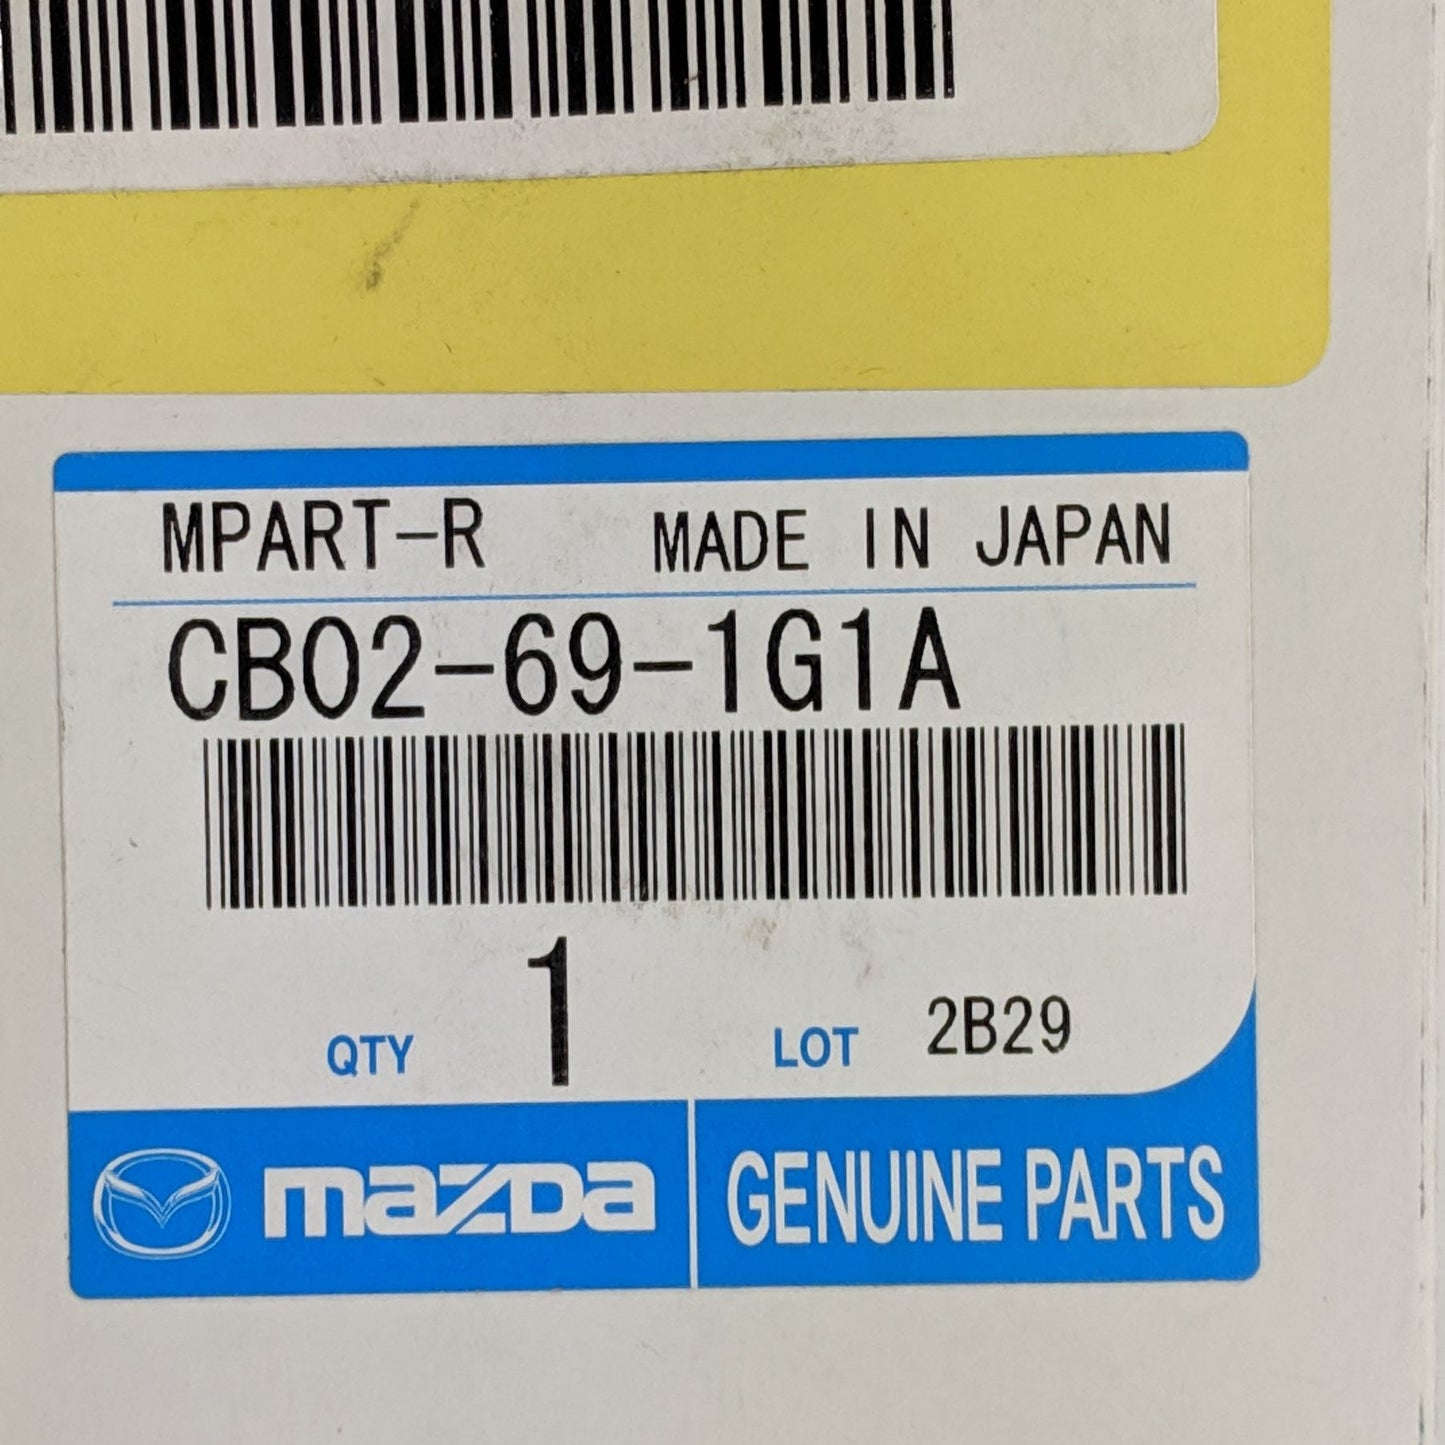 MPART-R MADE IN JAPAN
CB02-69-1G1A
QTY 1 LOT 2B29
mazda GENUINE PARTS